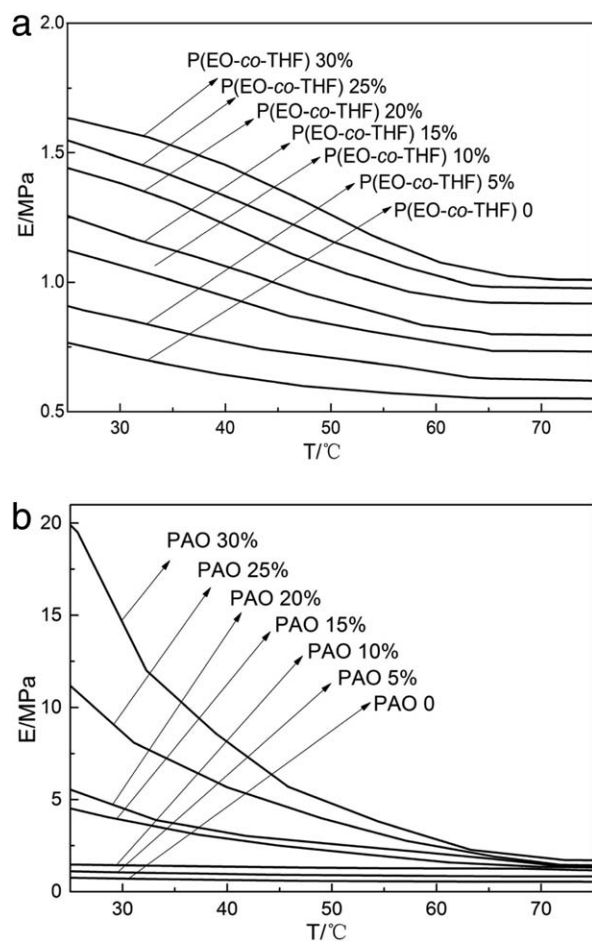 a
2.0
P(EO-co-THF) 30%
P(EO-co-THF) 25%
P(EO-co-THF) 20%
P(EO-co-THF) 15%
P(EO-co-THF) 10%
P(EO-co-THF) 5%
P(EO-co-THF) 0
1.5
1.0
0.5
E/MPa
30 40 50 60 70
T/℃
b
20
PAO 30%
PAO 25%
PAO 20%
PAO 15%
PAO 10%
PAO 5%
PAO 0
15
10
5
0
E/MPa
30 40 50 60 70
T/℃